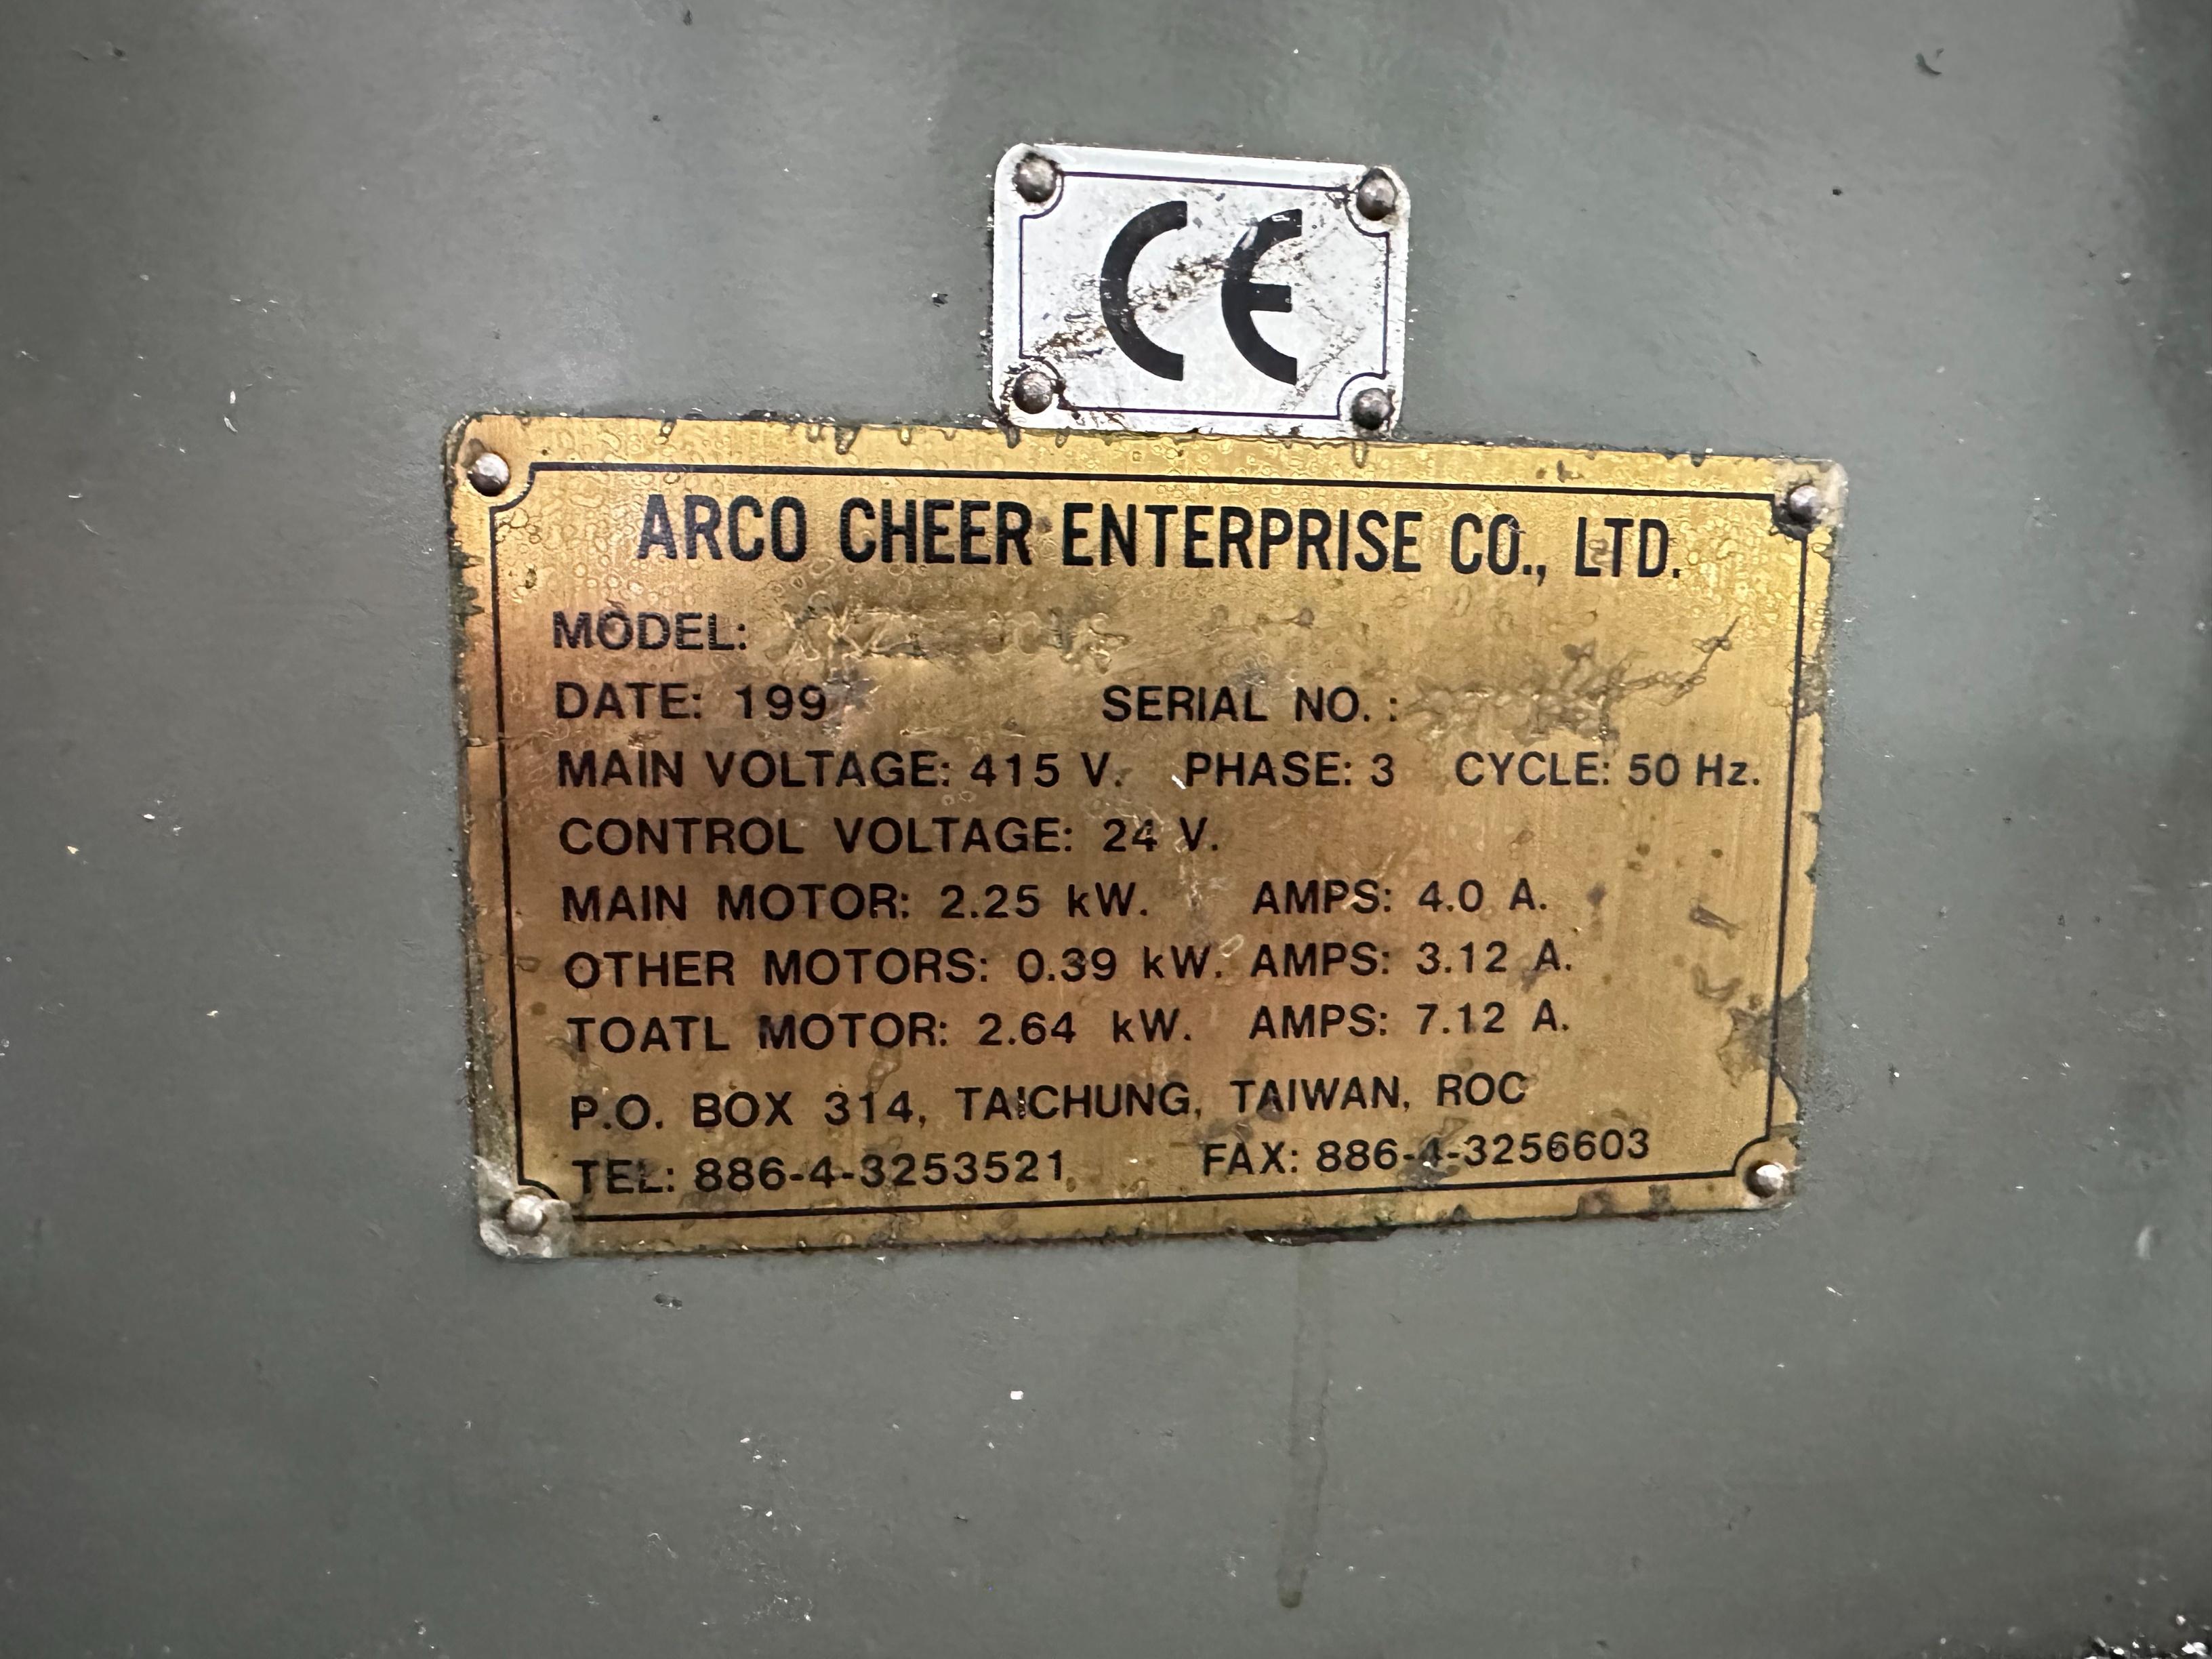 CE
ARCO CHEER ENTERPRISE CO., LTD.
MODEL:
DATE: 199 SERIAL NO. :
MAIN VOLTAGE: 415 V. PHASE: 3 CYCLE: 50 Hz.
CONTROL VOLTAGE: 24 V.
MAIN MOTOR: 2.25 kW. AMPS: 4.0 A.
OTHER MOTORS: 0.39 kW. AMPS: 3.12 A.
TOATL MOTOR: 2.64 kW. AMPS: 7.12 A.
P.O. BOX 314, TAICHUNG, TAIWAN, ROC
TEL: 886-4-3253521 FAX: 886-4-3256603